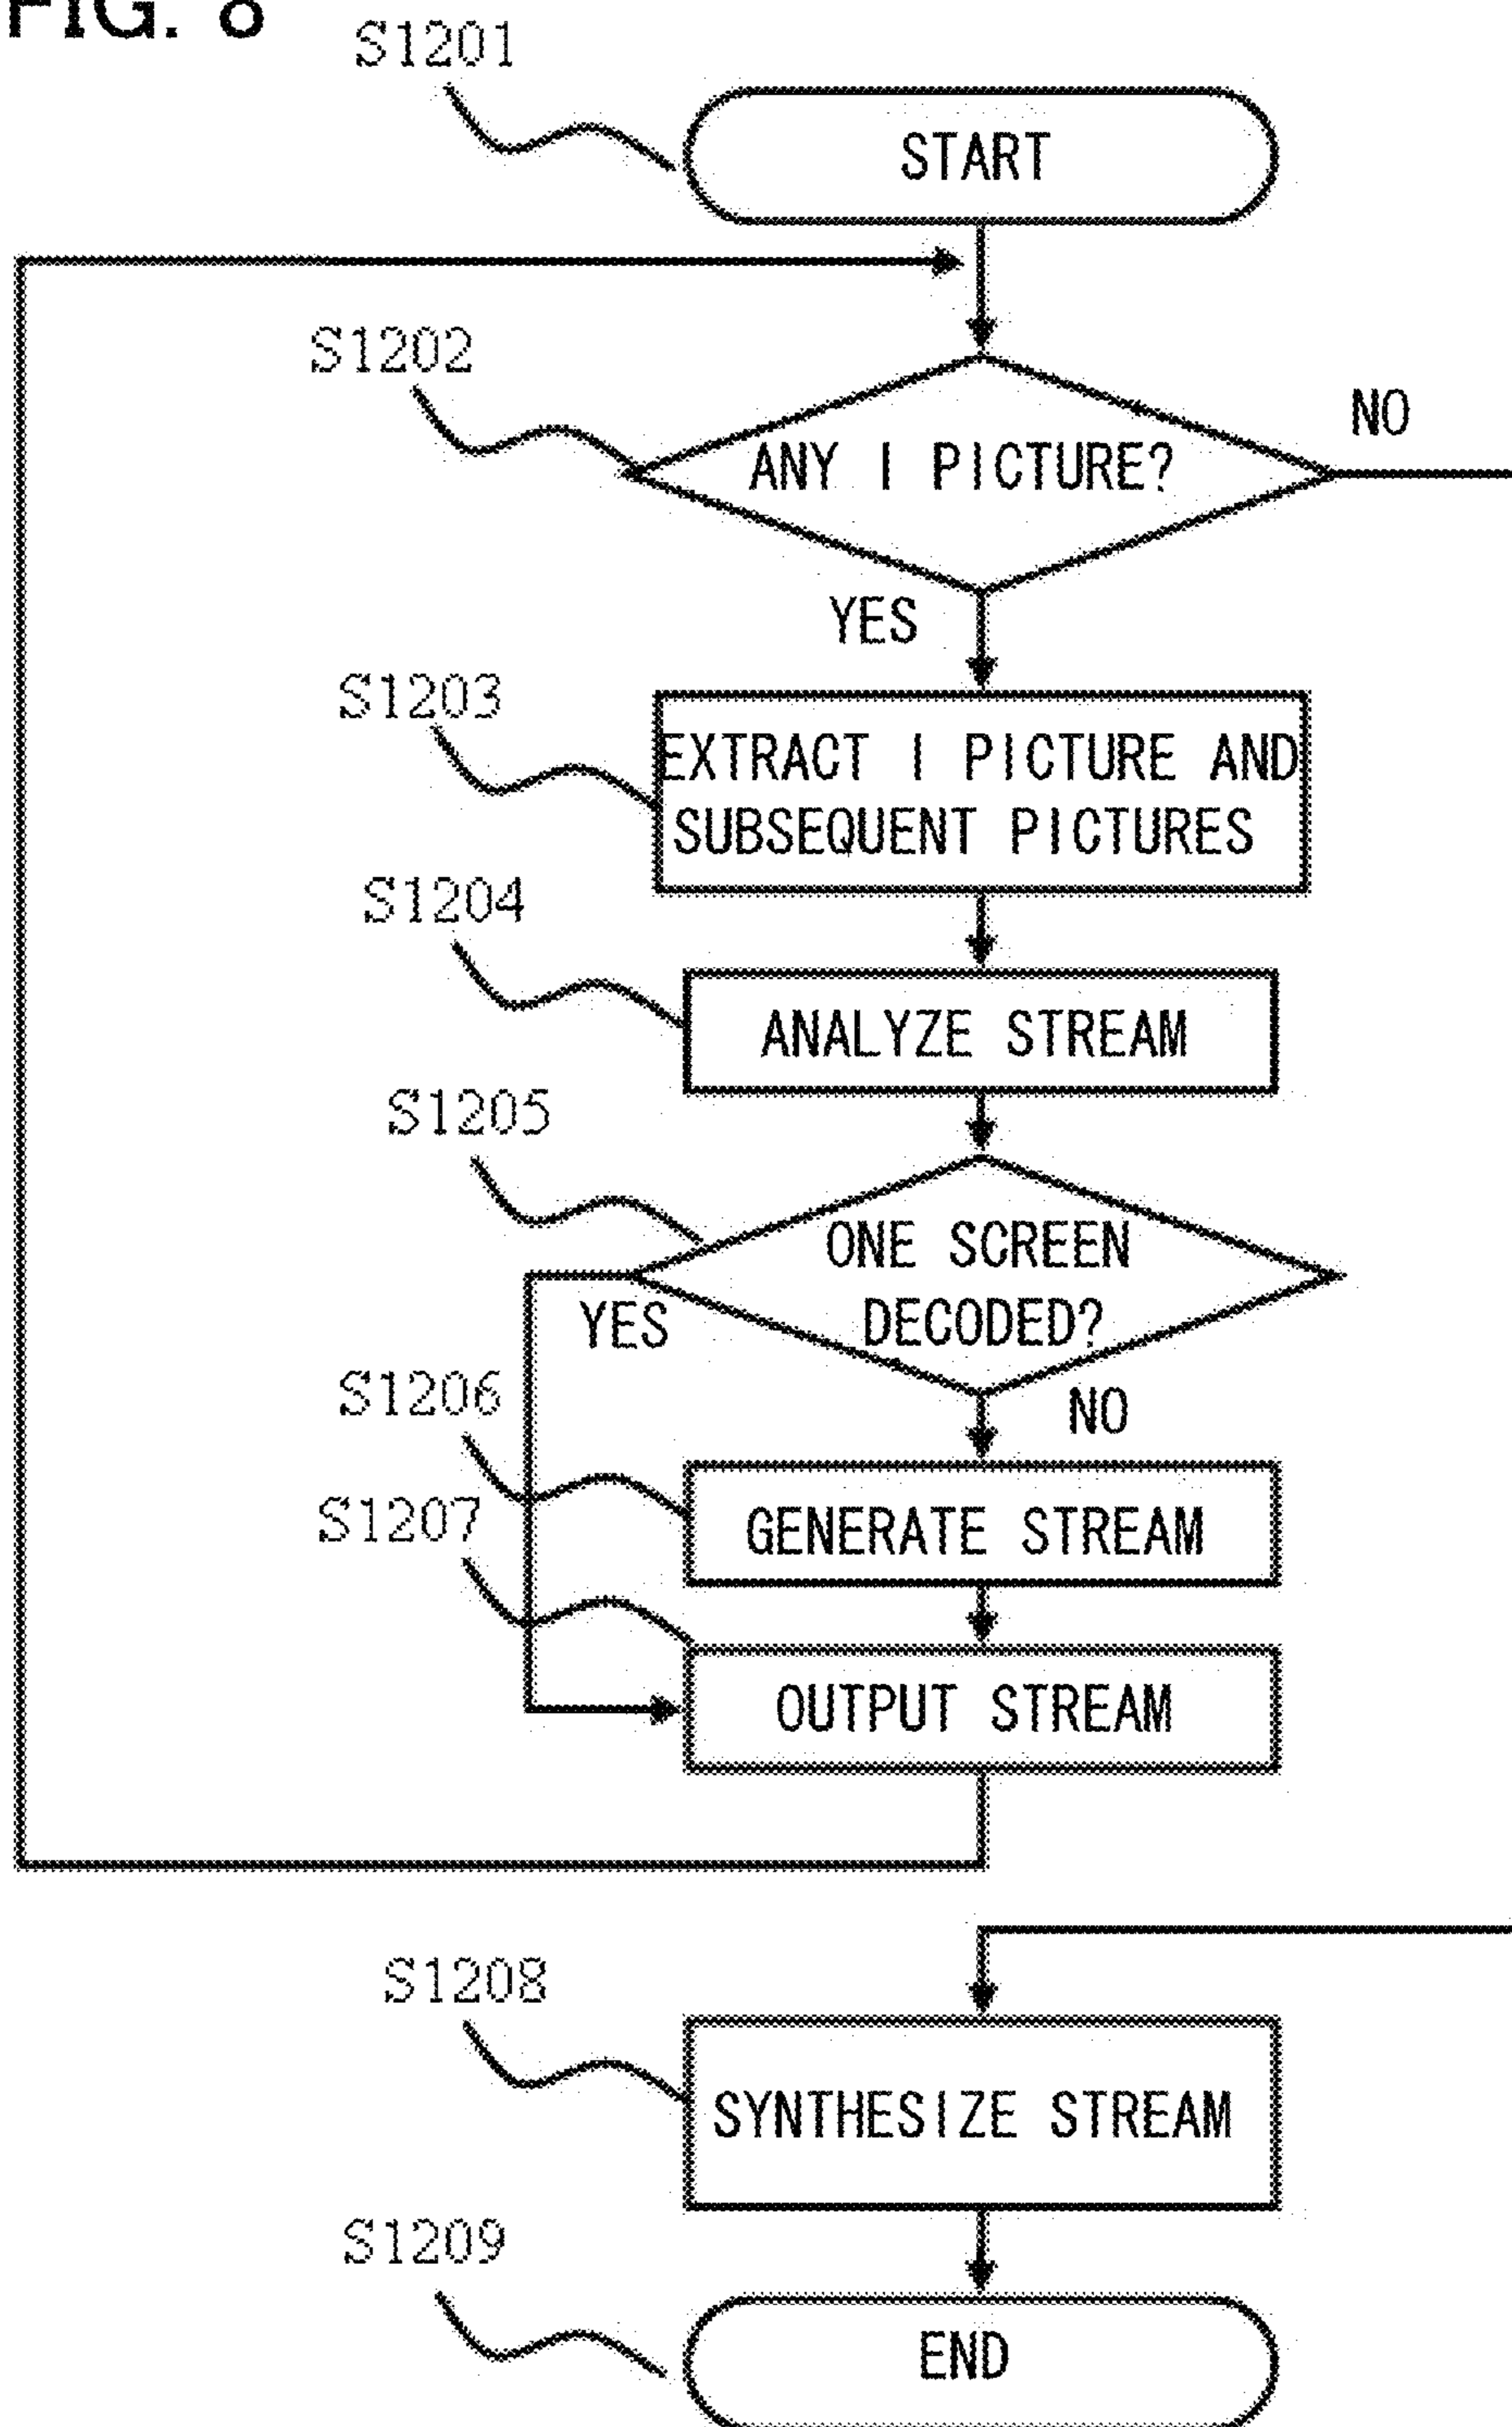 FIG. 8
S1201
START
S1202
ANY I PICTURE?
NO
YES
S1203
EXTRACT I PICTURE AND
SUBSEQUENT PICTURES
S1204
ANALYZE STREAM
S1205
ONE SCREEN
DECODED?
YES
NO
S1206
GENERATE STREAM
S1207
OUTPUT STREAM
S1208
SYNTHESIZE STREAM
S1209
END